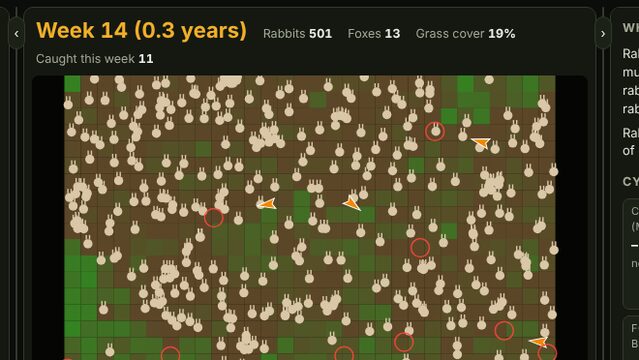 Week 14 (0.3 years) Rabbits 501 Foxes 13 Grass cover 19%
Caught this week 11